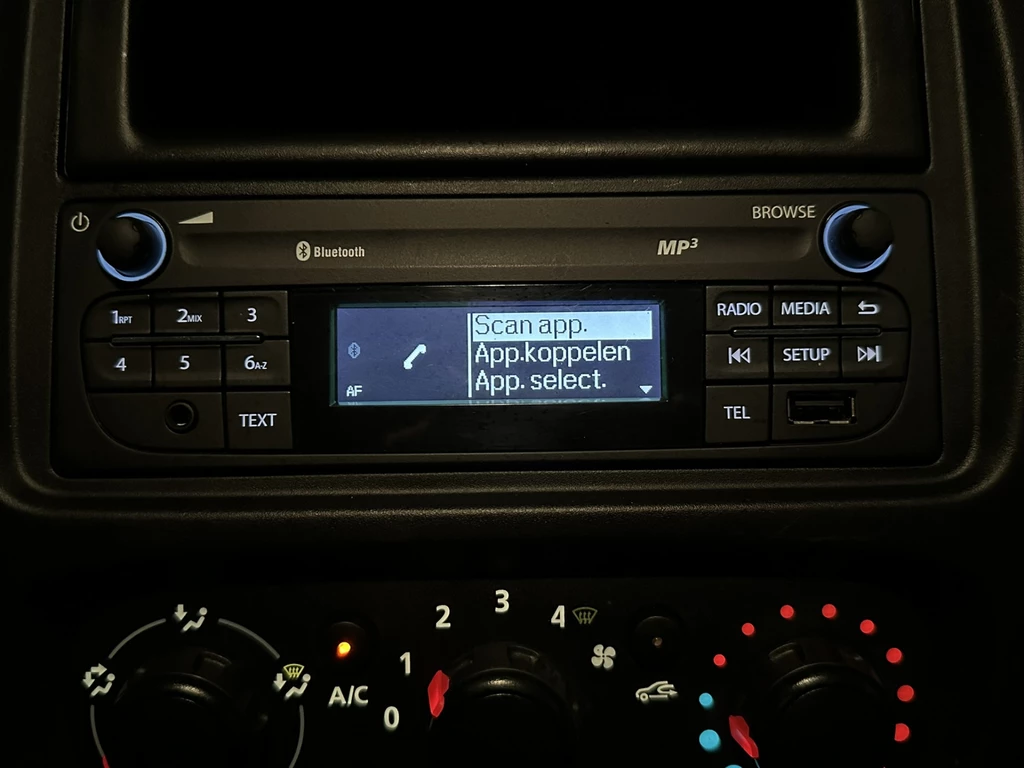 BROWSE
Bluetooth
MP3
1RPT
2MIX
3
RADIO
MEDIA
Scan app.
App.koppelen
App. select.
AF
4
5
6A-Z
SETUP
TEXT
TEL
3
2
4
1
A/C
0